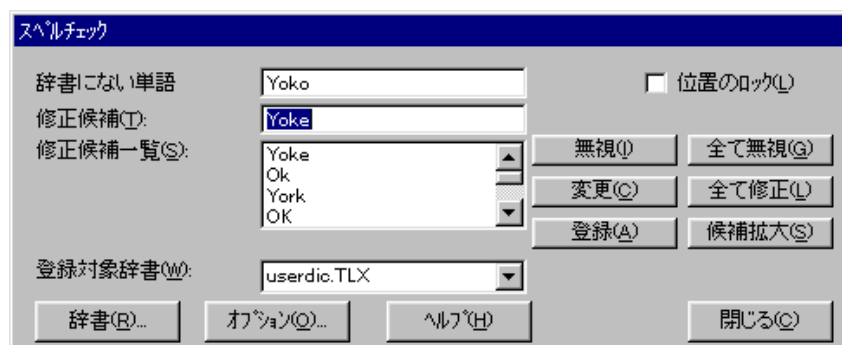 ｽﾍﾟﾙﾁｪｯｸ
辞書にない単語 Yoko 位置のﾛｯｸ(L)
修正候補(T): Yoke
修正候補一覧(S): Yoke 無視(I) 全て無視(G)
Ok
York 変更(C) 全て修正(L)
OK
登録(A) 候補拡大(S)
登録対象辞書(W): userdic.TLX
辞書(R)... ｵﾌﾟｼｮﾝ(O)... ﾍﾙﾌﾟ(H) 閉じる(C)